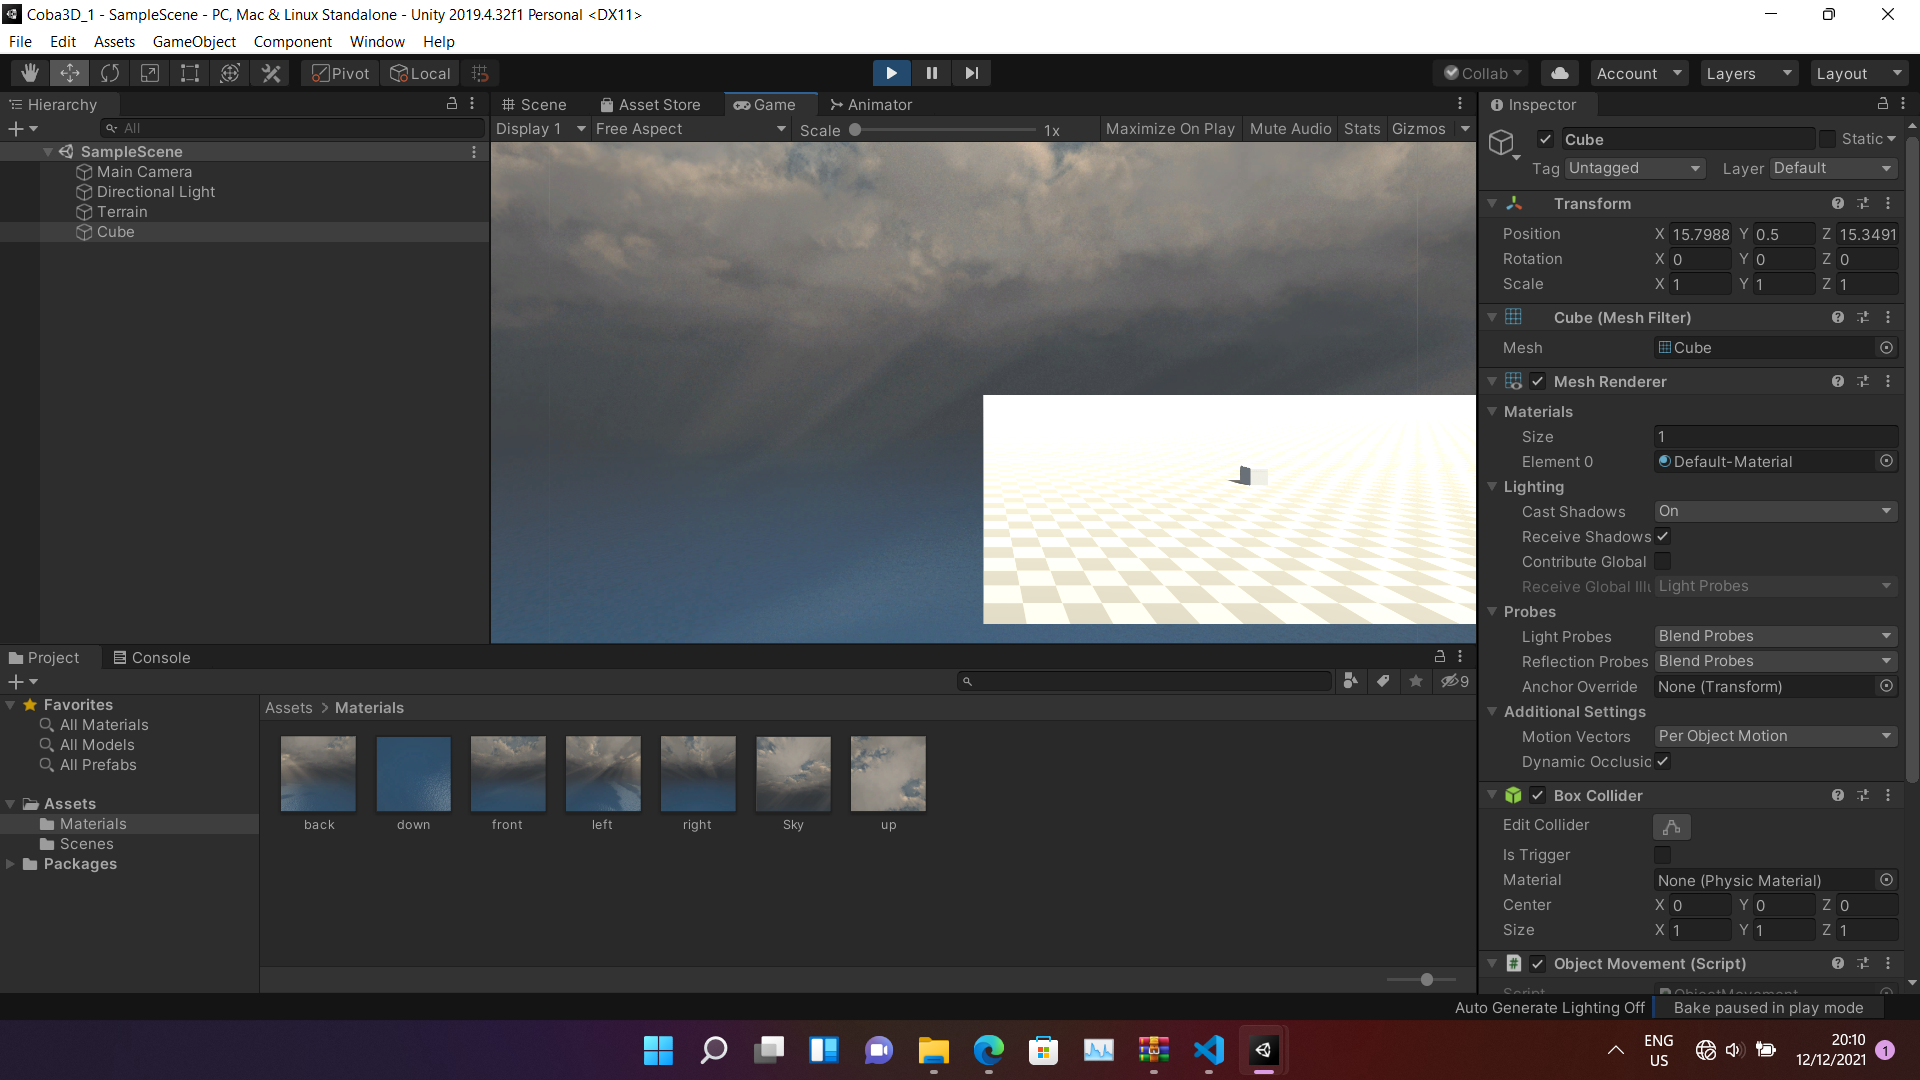 Coba3D_1 - SampleScene - PC, Mac & Linux Standalone - Unity 2019.4.32f1 Personal <DX11>
File Edit Assets GameObject Component Window Help
Pivot Local Collab Account Layers Layout
Hierarchy
All
SampleScene
Main Camera
Directional Light
Terrain
Cube
Scene Asset Store Game Animator
Display 1 Free Aspect Scale 1x Maximize On Play Mute Audio Stats Gizmos
Inspector
Cube Static
Tag Untagged Layer Default
Transform
Position X 15.7988 Y 0.5 Z 15.3491
Rotation X 0 Y 0 Z 0
Scale X 1 Y 1 Z 1
Cube (Mesh Filter)
Mesh Cube
Mesh Renderer
Materials
Size 1
Element 0 Default-Material
Lighting
Cast Shadows On
Receive Shadows
Contribute Global
Receive Global Illu Light Probes
Probes
Light Probes Blend Probes
Reflection Probes Blend Probes
Anchor Override None (Transform)
Additional Settings
Motion Vectors Per Object Motion
Dynamic Occlusic
Box Collider
Edit Collider
Is Trigger
Material None (Physic Material)
Center X 0 Y 0 Z 0
Size X 1 Y 1 Z 1
Object Movement (Script)
Project Console
9
Favorites
All Materials
All Models
All Prefabs
Assets
Materials
Scenes
Packages
Assets > Materials
back down front left right Sky up
Auto Generate Lighting Off Bake paused in play mode
ENG
US
20:10
12/12/2021
1